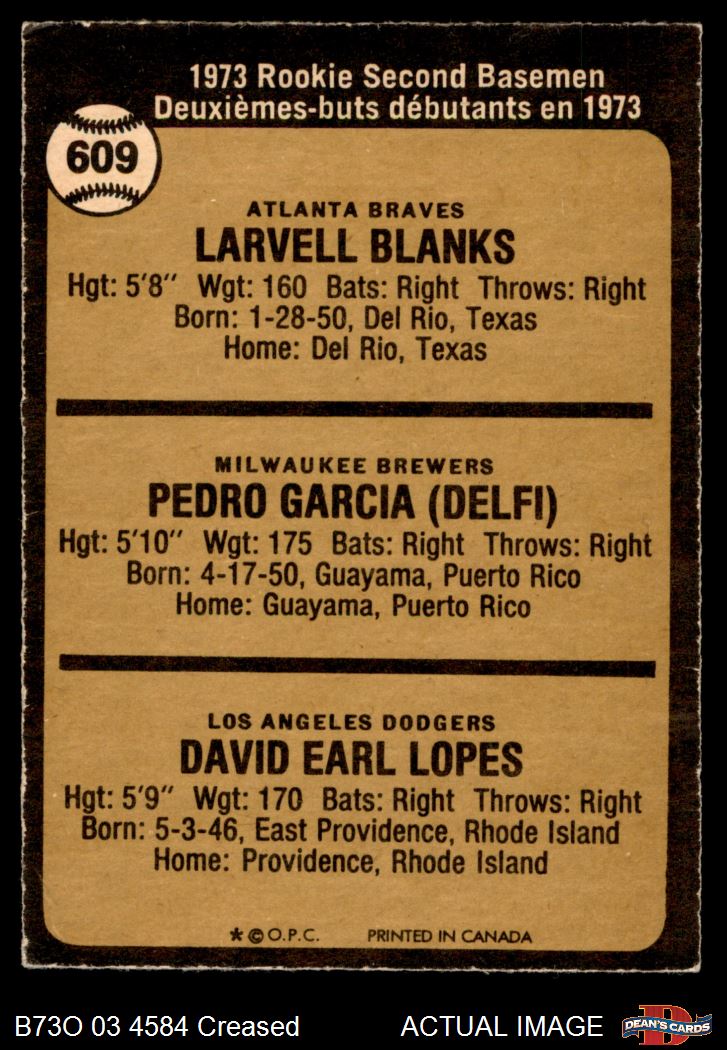 1973 Rookie Second Basemen
Deuxièmes-buts débutants en 1973
609
ATLANTA BRAVES
LARVELL BLANKS
Hgt: 5'8" Wgt: 160 Bats: Right Throws: Right
Born: 1-28-50, Del Rio, Texas
Home: Del Rio, Texas
MILWAUKEE BREWERS
PEDRO GARCIA (DELFI)
Hgt: 5'10" Wgt: 175 Bats: Right Throws: Right
Born: 4-17-50, Guayama, Puerto Rico
Home: Guayama, Puerto Rico
LOS ANGELES DODGERS
DAVID EARL LOPES
Hgt: 5'9" Wgt: 170 Bats: Right Throws: Right
Born: 5-3-46, East Providence, Rhode Island
Home: Providence, Rhode Island
* © O.P.C. PRINTED IN CANADA
B73O 03 4584 Creased ACTUAL IMAGE D DEAN'S CARDS